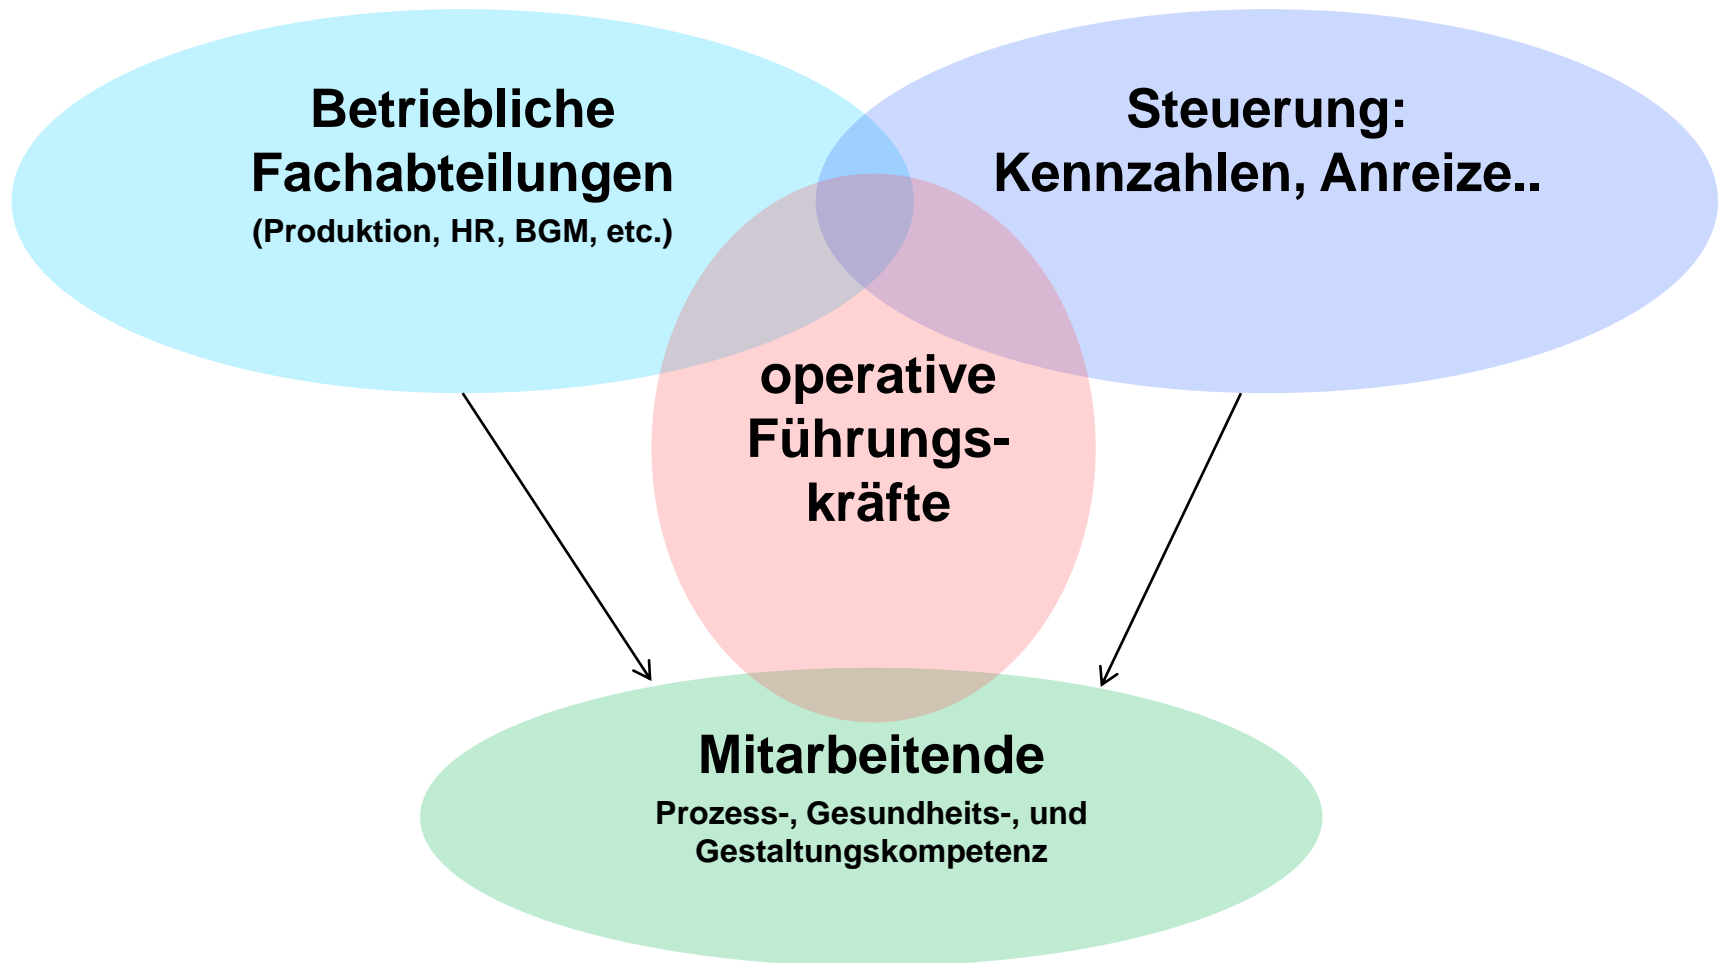 Betriebliche
Fachabteilungen
(Produktion, HR, BGM, etc.)
Steuerung:
Kennzahlen, Anreize..
operative
Führungs-
kräfte
Mitarbeitende
Prozess-, Gesundheits-, und
Gestaltungskompetenz